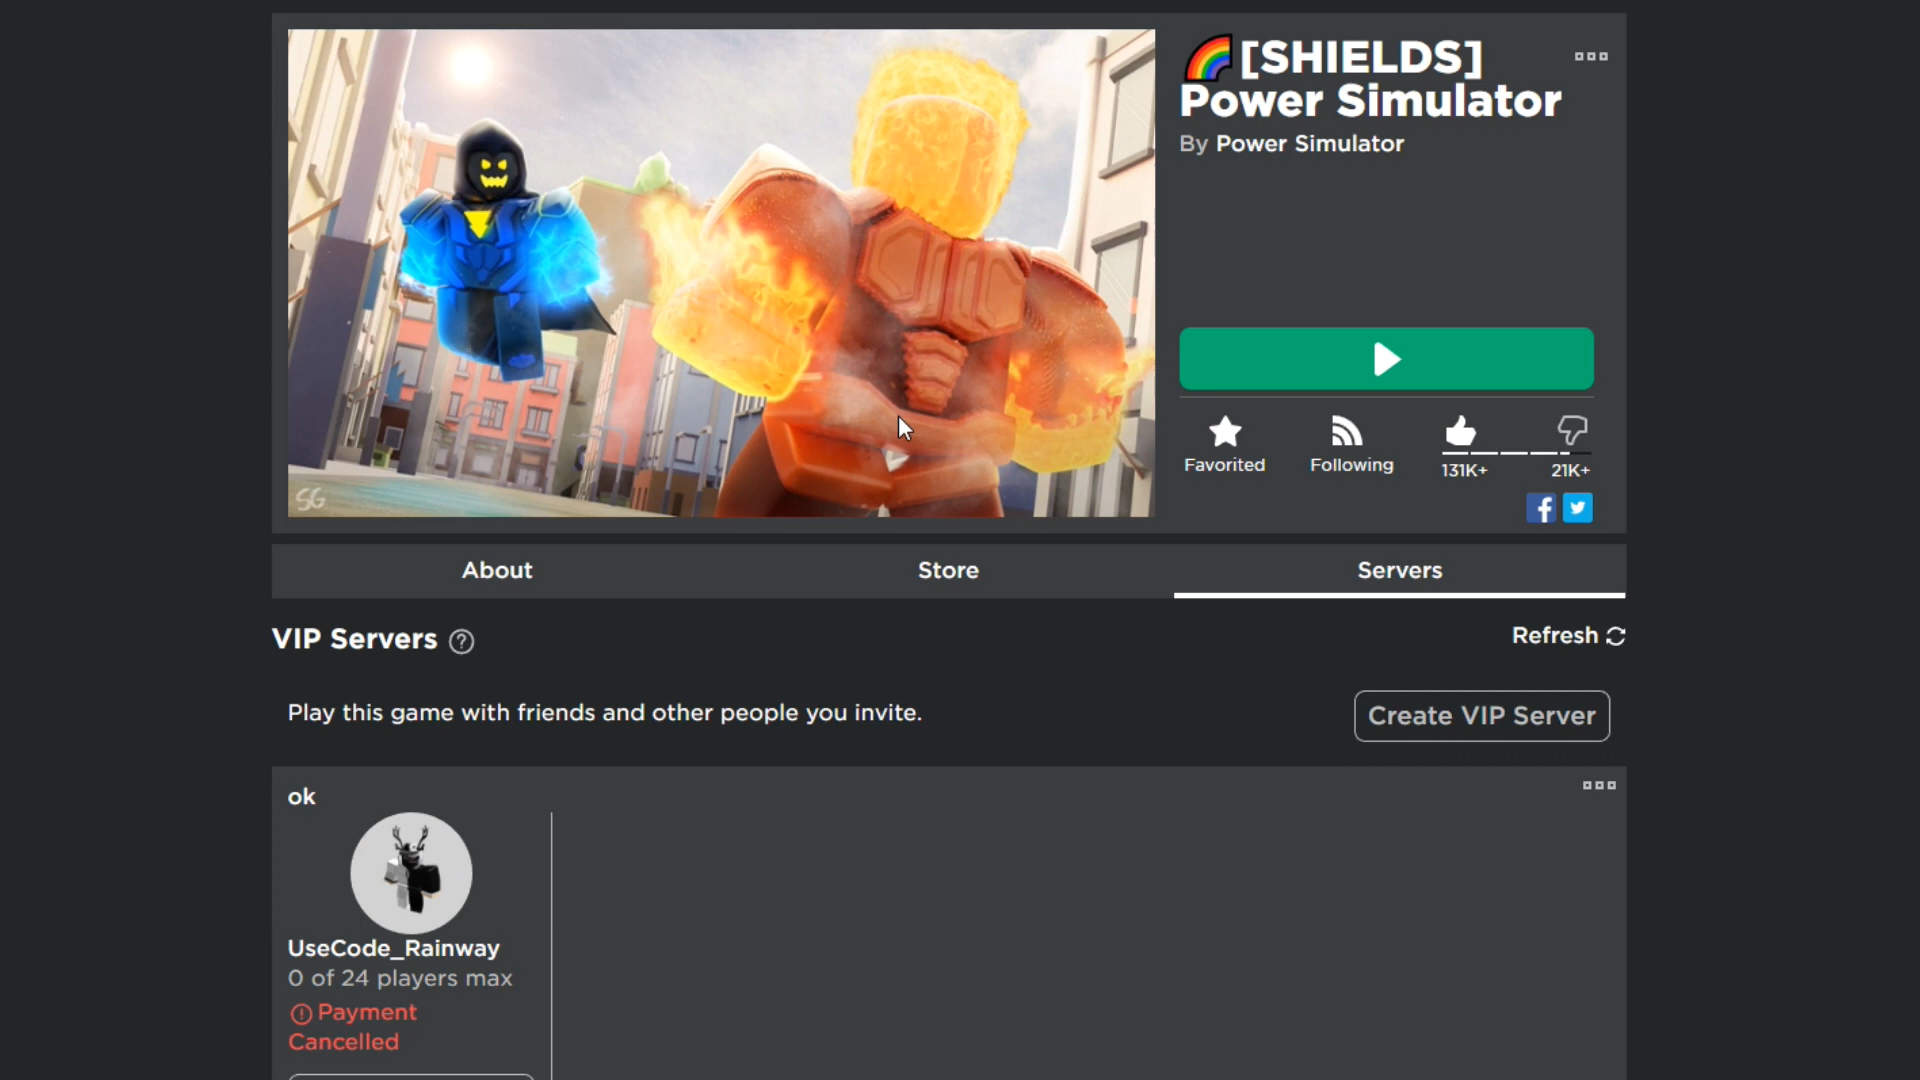 [SHIELDS]
Power Simulator
By Power Simulator
Favorited
Following
131K+
21K+
SG
About
Store
Servers
VIP Servers
Refresh
Play this game with friends and other people you invite.
Create VIP Server
ok
UseCode_Rainway
0 of 24 players max
Payment
Cancelled